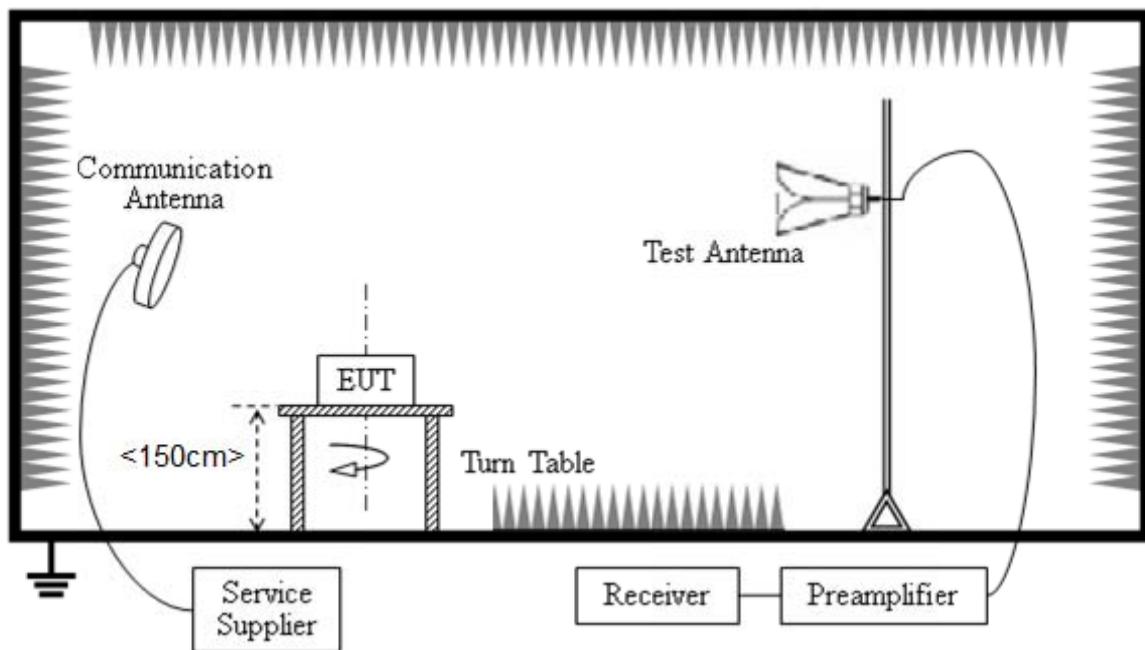 Communication
Antenna
Test Antenna
EUT
<150cm>
Turn Table
Service
Supplier
Receiver
Preamplifier